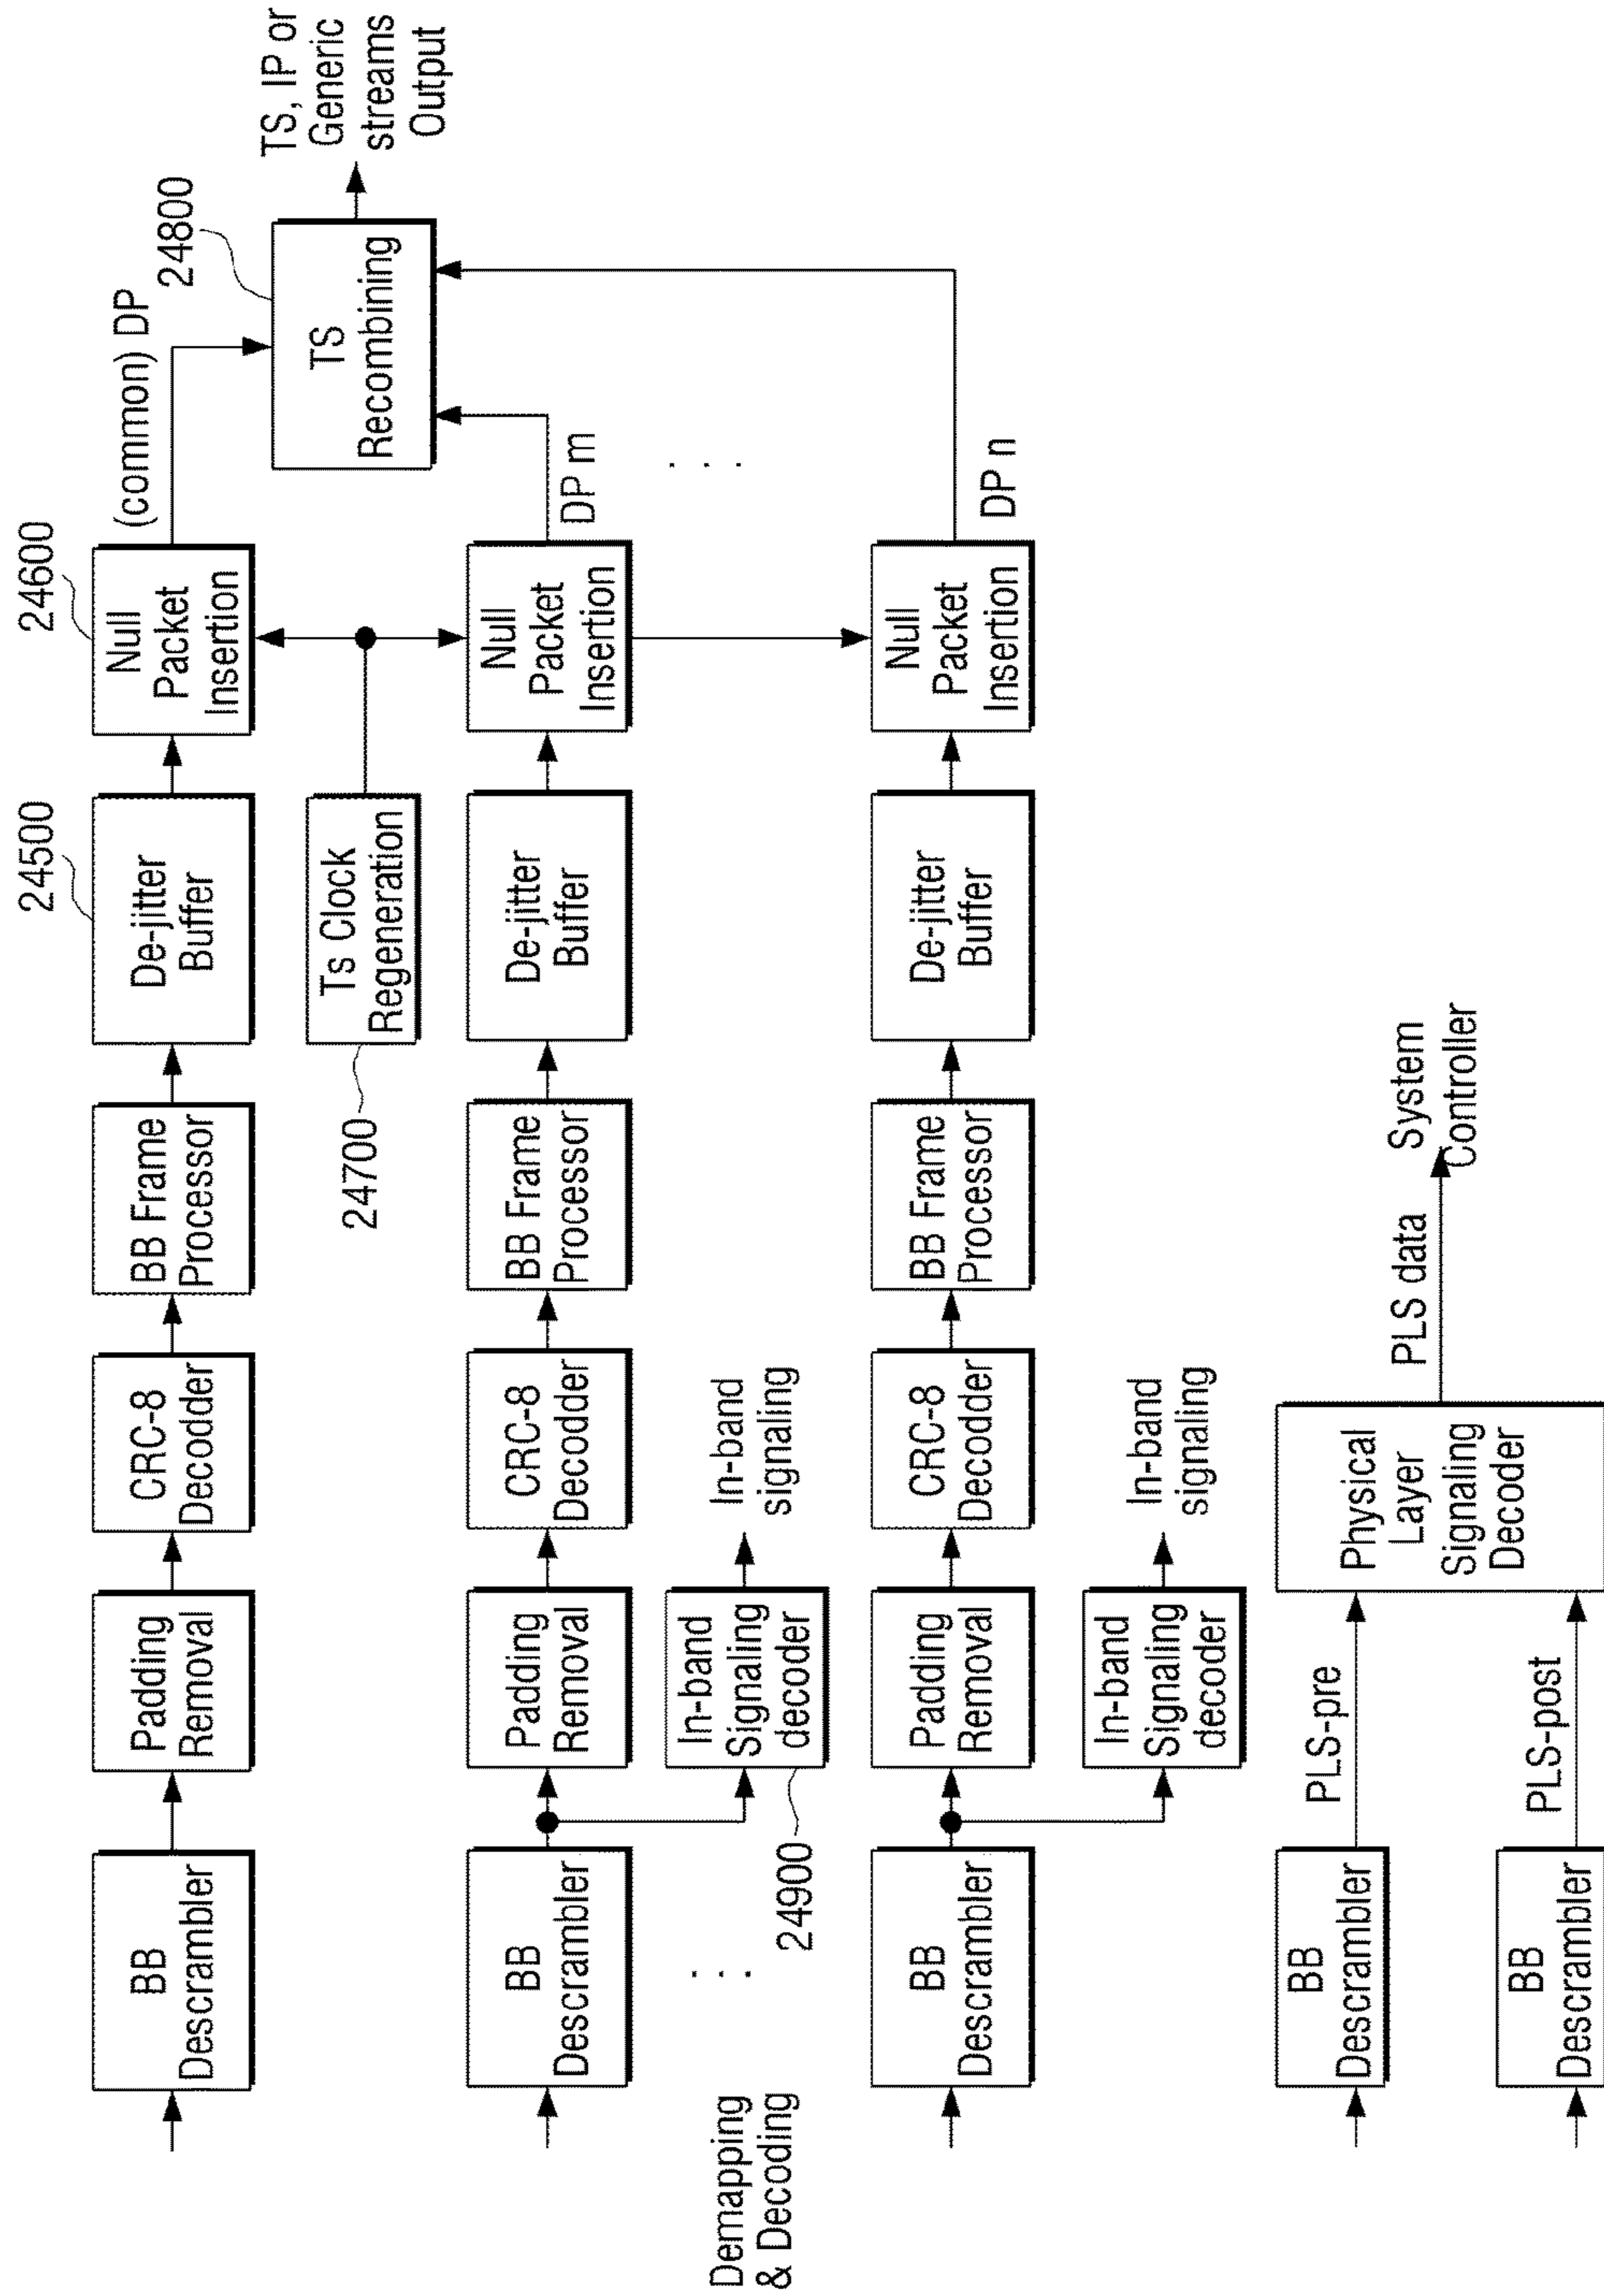 24500
24600
(common) DP
24800
TS, IP or
Generic
streams
Output
BB
Descrambler
Padding
Removal
CRC-8
Decodder
BB Frame
Processor
De-jitter
Buffer
Null
Packet
Insertion
TS
Recombining
24700
Ts Clock
Regeneration
BB
Descrambler
Padding
Removal
CRC-8
Decodder
BB Frame
Processor
De-jitter
Buffer
Null
Packet
Insertion
DP m
24900
In-band
Signaling
decoder
In-band
signaling
. . .
. . .
Demapping
& Decoding
BB
Descrambler
Padding
Removal
CRC-8
Decodder
BB Frame
Processor
De-jitter
Buffer
Null
Packet
Insertion
DP n
In-band
Signaling
decoder
In-band
signaling
BB
Descrambler
PLS-pre
Physical
Layer
Signaling
Decoder
PLS data
System
Controller
BB
Descrambler
PLS-post